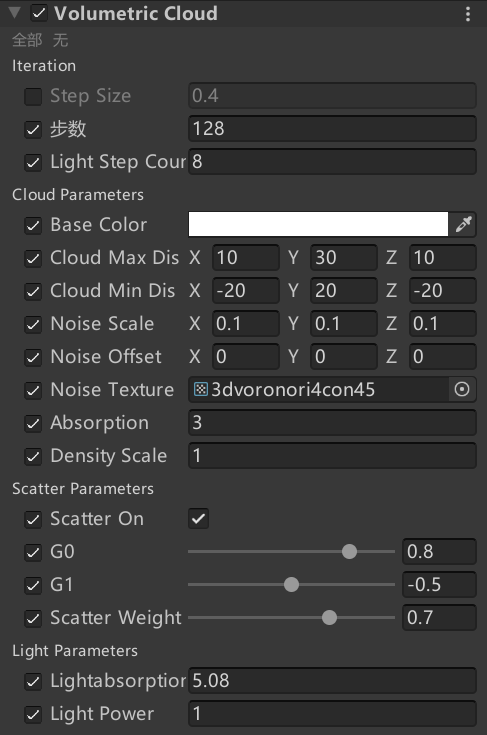 Volumetric Cloud
全部 无
Iteration
Step Size 0.4
步数 128
Light Step Cour 8
Cloud Parameters
Base Color
Cloud Max Dis X 10 Y 30 Z 10
Cloud Min Dis X -20 Y 20 Z -20
Noise Scale X 0.1 Y 0.1 Z 0.1
Noise Offset X 0 Y 0 Z 0
Noise Texture 3dvoronori4con45
Absorption 3
Density Scale 1
Scatter Parameters
Scatter On
G0 0.8
G1 -0.5
Scatter Weight 0.7
Light Parameters
Lightabsorption 5.08
Light Power 1